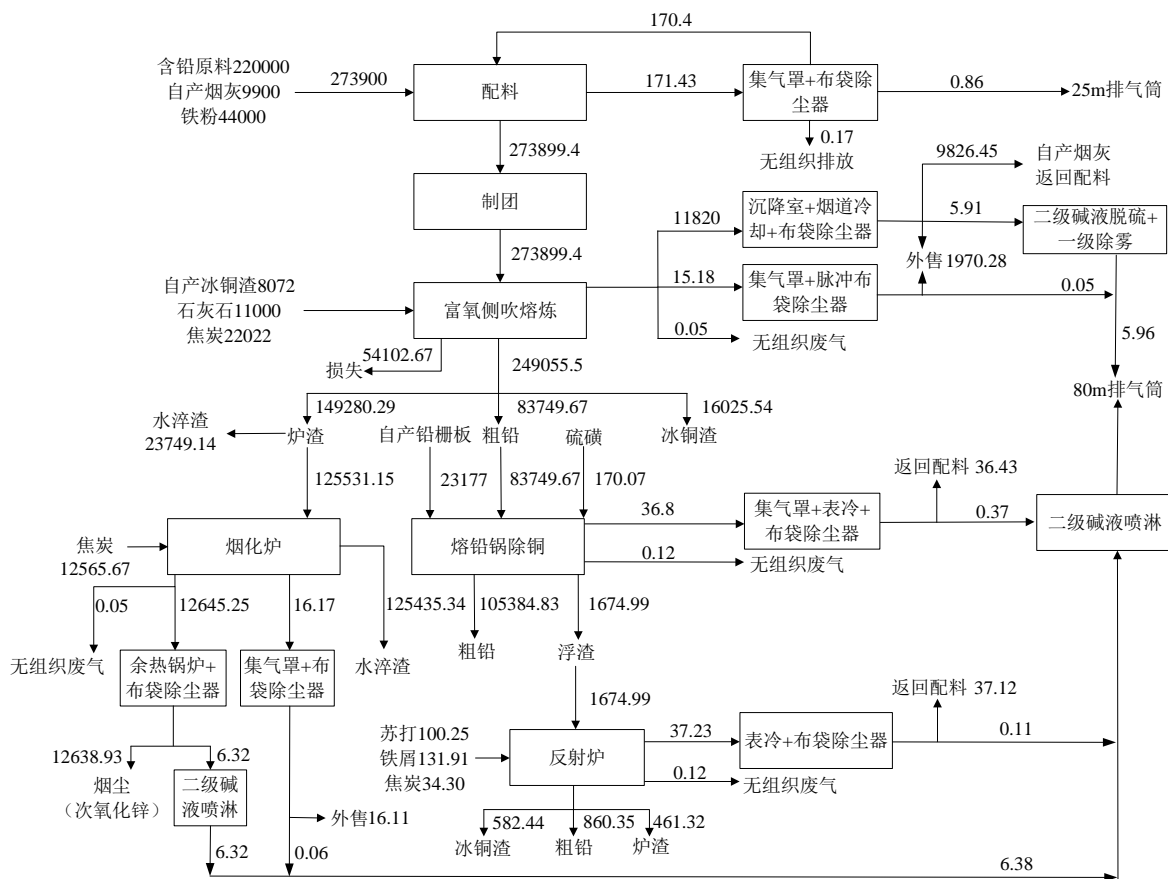 170.4
含铅原料220000
自产烟灰9900
铁粉44000
273900
配料
171.43
集气罩+布袋除
尘器
0.86
25m排气筒
0.17
无组织排放
273899.4
制团
9826.45
自产烟灰
返回配料
11820
沉降室+烟道冷
却+布袋除尘器
5.91
二级碱液脱硫+
一级除雾
273899.4
外售1970.28
自产冰铜渣8072
石灰石11000
焦炭22022
富氧侧吹熔炼
15.18
集气罩+脉冲布
袋除尘器
0.05
0.05
无组织废气
5.96
54102.67
损失
249055.5
80m排气筒
149280.29
83749.67
16025.54
水淬渣
23749.14
炉渣
自产铅栅板
粗铅
硫磺
冰铜渣
125531.15
23177
83749.67
170.07
返回配料 36.43
36.8
集气罩+表冷+
布袋除尘器
0.37
二级碱液喷淋
焦炭
12565.67
烟化炉
熔铅锅除铜
0.12
无组织废气
0.05
12645.25
16.17
125435.34
105384.83
1674.99
无组织废气
余热锅炉+
布袋除尘器
集气罩+布
袋除尘器
水淬渣
粗铅
浮渣
1674.99
返回配料 37.12
苏打100.25
铁屑131.91
焦炭34.30
反射炉
37.23
表冷+布袋除尘器
0.11
0.12
无组织废气
12638.93
6.32
烟尘
（次氧化锌）
二级碱
液喷淋
外售16.11
582.44
860.35
461.32
冰铜渣
粗铅
炉渣
6.32
0.06
6.38